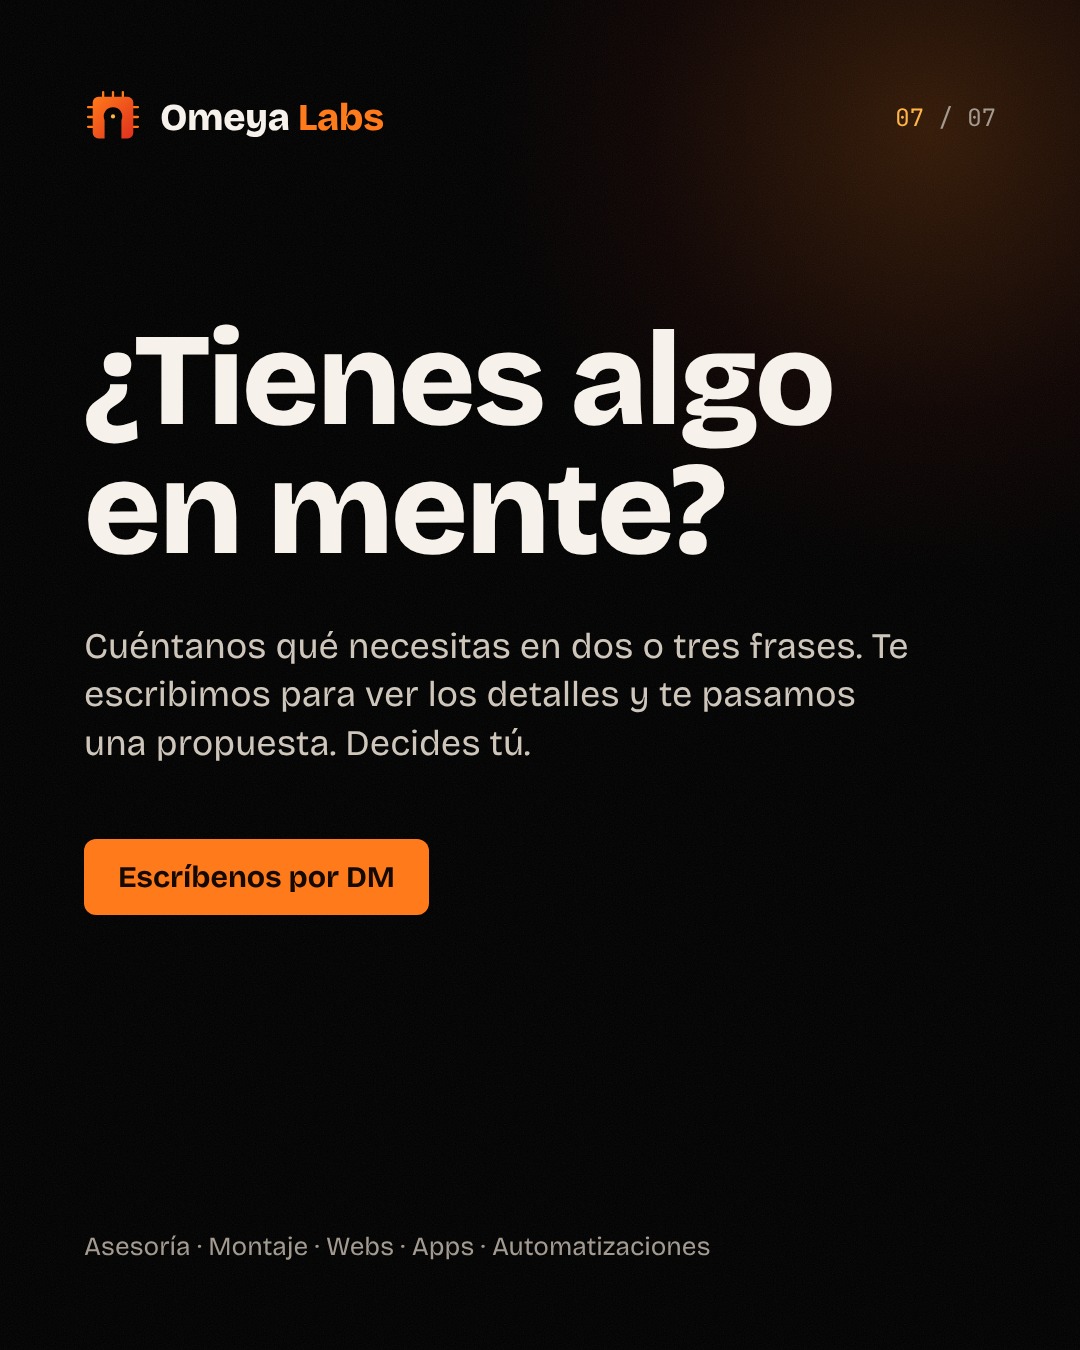 Omeya Labs
07 / 07
¿Tienes algo
en mente?
Cuéntanos qué necesitas en dos o tres frases. Te
escribimos para ver los detalles y te pasamos
una propuesta. Decides tú.
Escríbenos por DM
Asesoría · Montaje · Webs · Apps · Automatizaciones